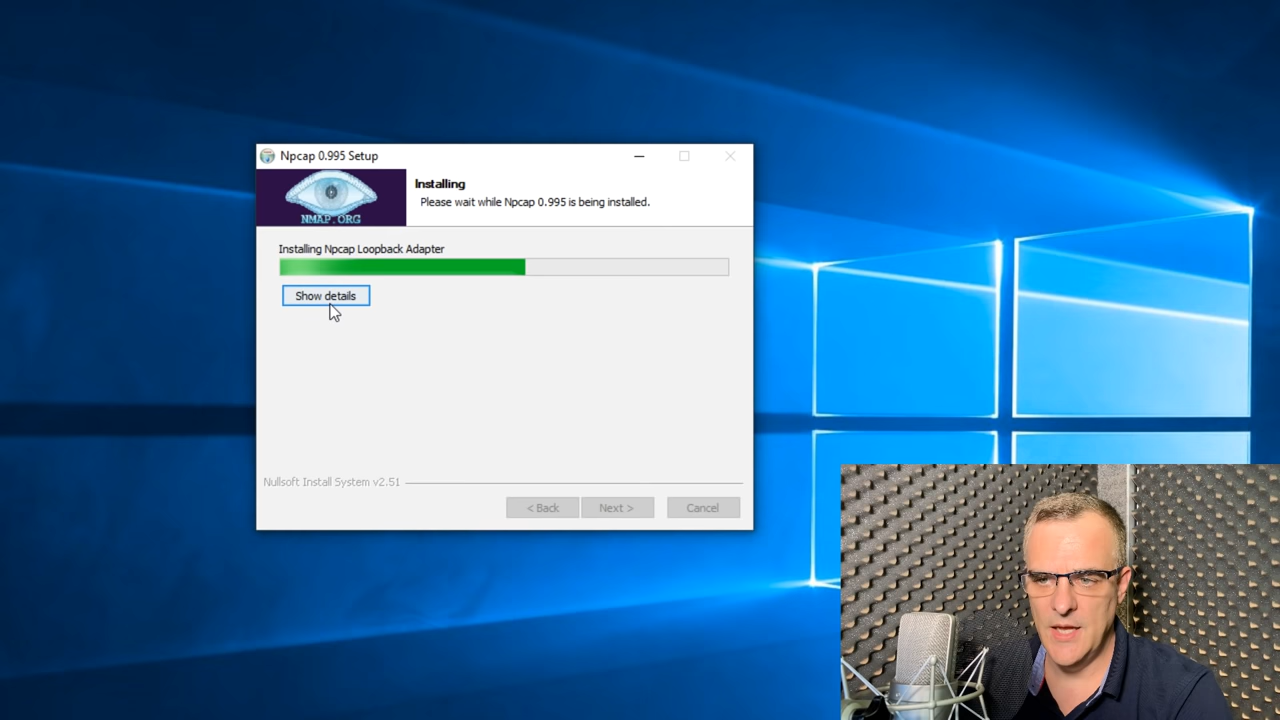 Npcap 0.995 Setup
NMAP.ORG
Installing
Please wait while Npcap 0.995 is being installed.
Installing Npcap Loopback Adapter
Show details
Nullsoft Install System v2.51
< Back
Next >
Cancel